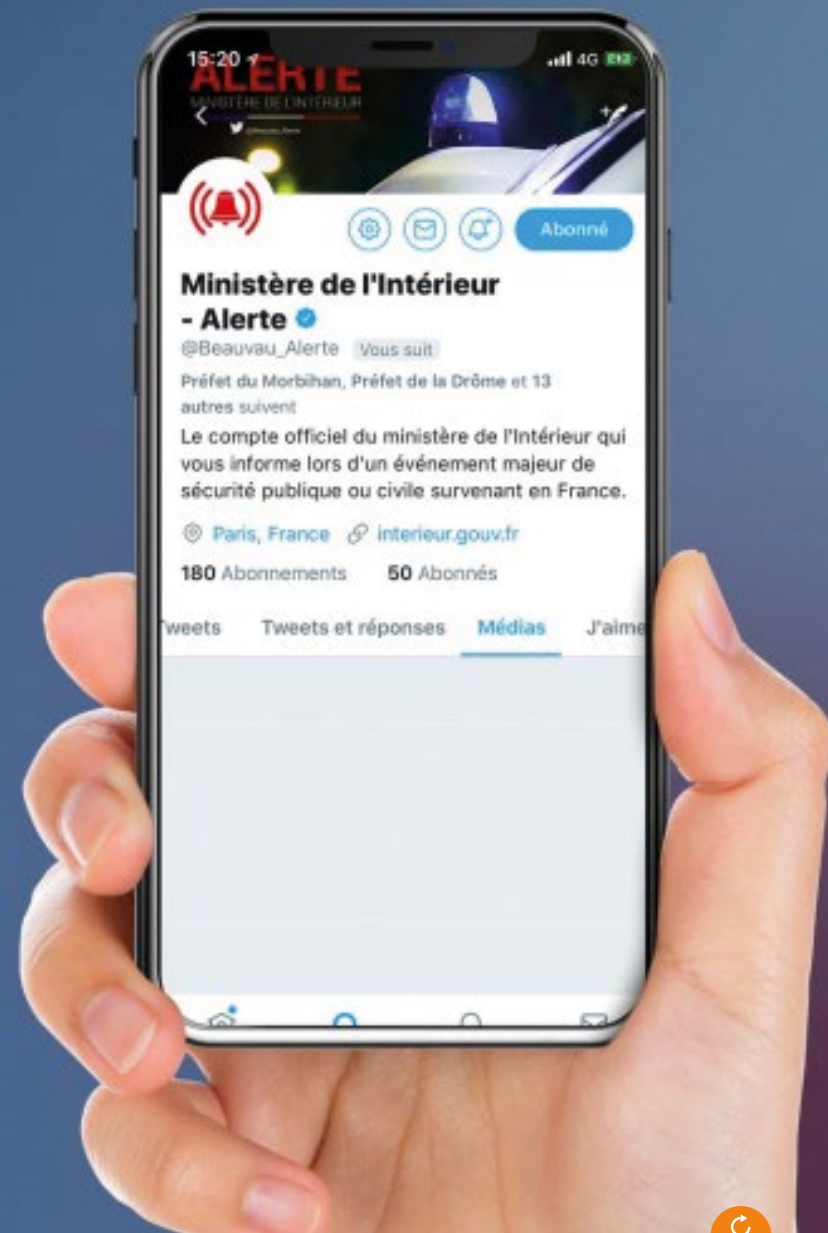 15:20
4G
ALERTE
MINISTÈRE DE L'INTÉRIEUR
Abonné
Ministère de l'Intérieur
- Alerte
@Beauvau_Alerte Vous suit
Préfet du Morbihan, Préfet de la Drôme et 13
autres suivent
Le compte officiel du ministère de l'Intérieur qui
vous informe lors d'un événement majeur de
sécurité publique ou civile survenant en France.
Paris, France interieur.gouv.fr
180 Abonnements 50 Abonnés
Tweets Tweets et réponses Médias J'aime